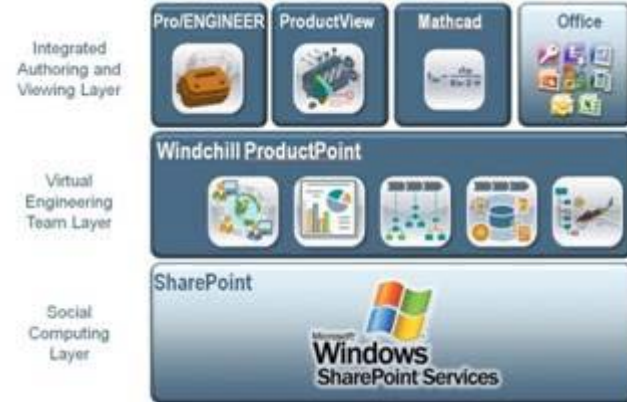 Integrated
Authoring and
Viewing Layer
Pro/ENGINEER
ProductView
Mathcad
Office
Virtual
Engineering
Team Layer
Windchill ProductPoint
Social
Computing
Layer
SharePoint
Microsoft
Windows
SharePoint Services